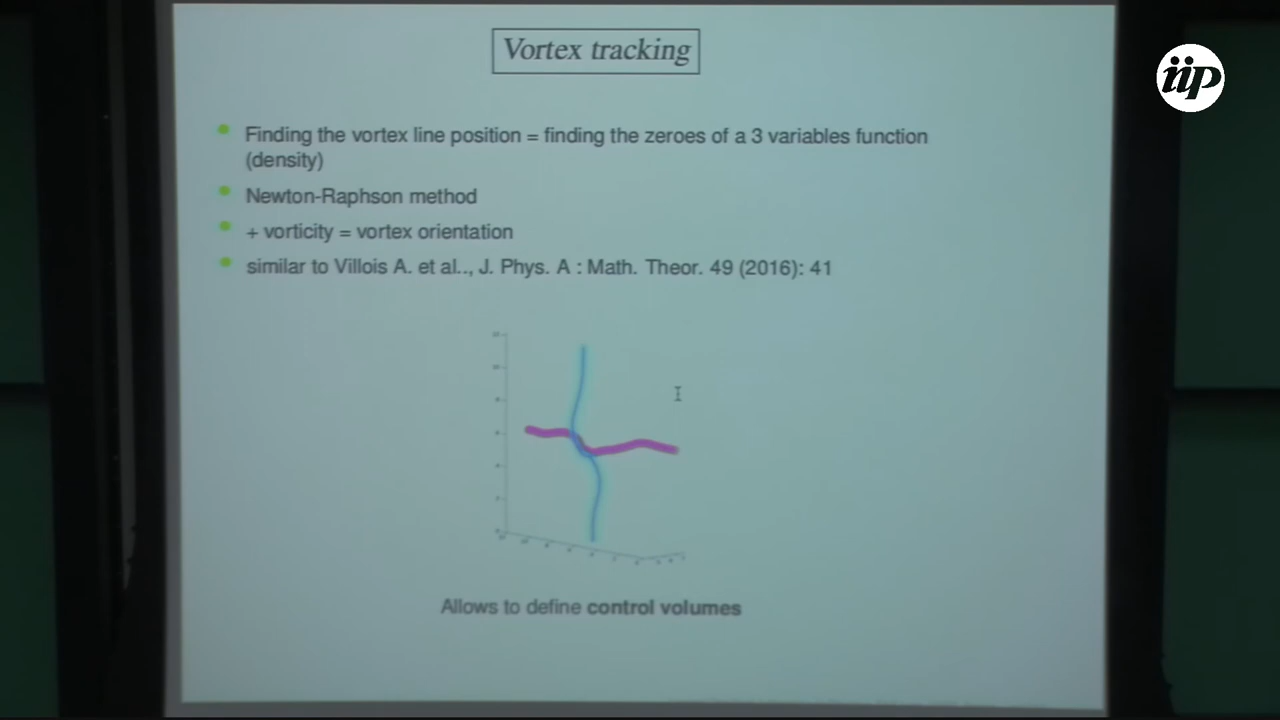 Vortex tracking
iip
Finding the vortex line position = finding the zeroes of a 3 variables function
(density)
Newton-Raphson method
+ vorticity = vortex orientation
similar to Villois A. et al.., J. Phys. A : Math. Theor. 49 (2016): 41
Allows to define control volumes